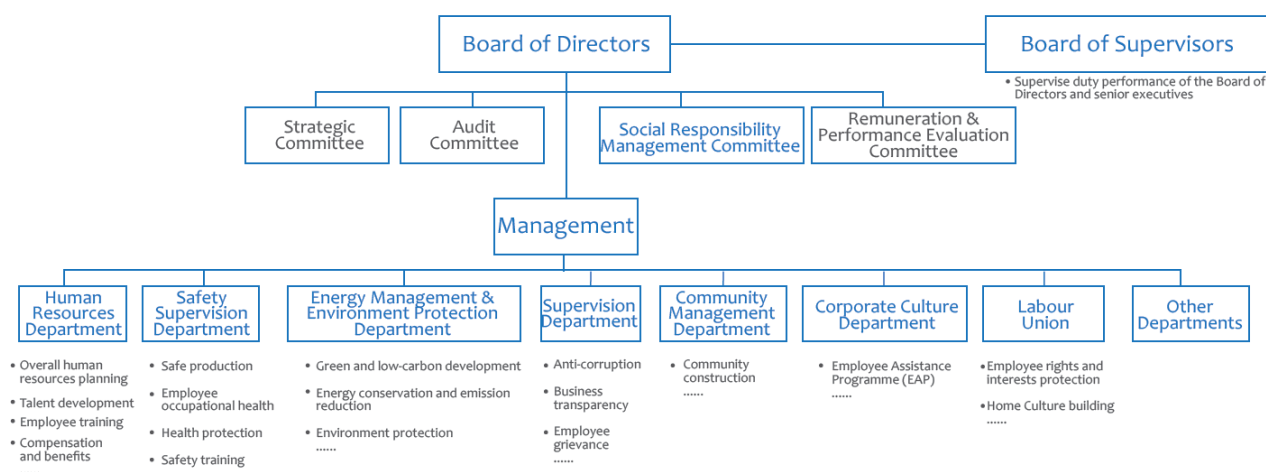 Board of Directors
Board of Supervisors
• Supervise duty performance of the Board of
Directors and senior executives
Strategic
Committee
Audit
Committee
Social Responsibility
Management Committee
Remuneration &
Performance Evaluation
Committee
Management
Human
Resources
Department
• Overall human
resources planning
• Talent development
• Employee training
• Compensation
and benefits
Safety
Supervision
Department
• Safe production
• Employee
occupational health
• Health protection
• Safety training
Energy Management &
Environment Protection
Department
• Green and low-carbon development
• Energy conservation and emission
reduction
• Environment protection
......
Supervision
Department
• Anti-corruption
• Business
transparency
• Employee
grievance
......
Community
Management
Department
• Community
construction
......
Corporate Culture
Department
• Employee Assistance
Programme (EAP)
......
Labour
Union
• Employee rights and
interests protection
• Home Culture building
......
Other
Departments